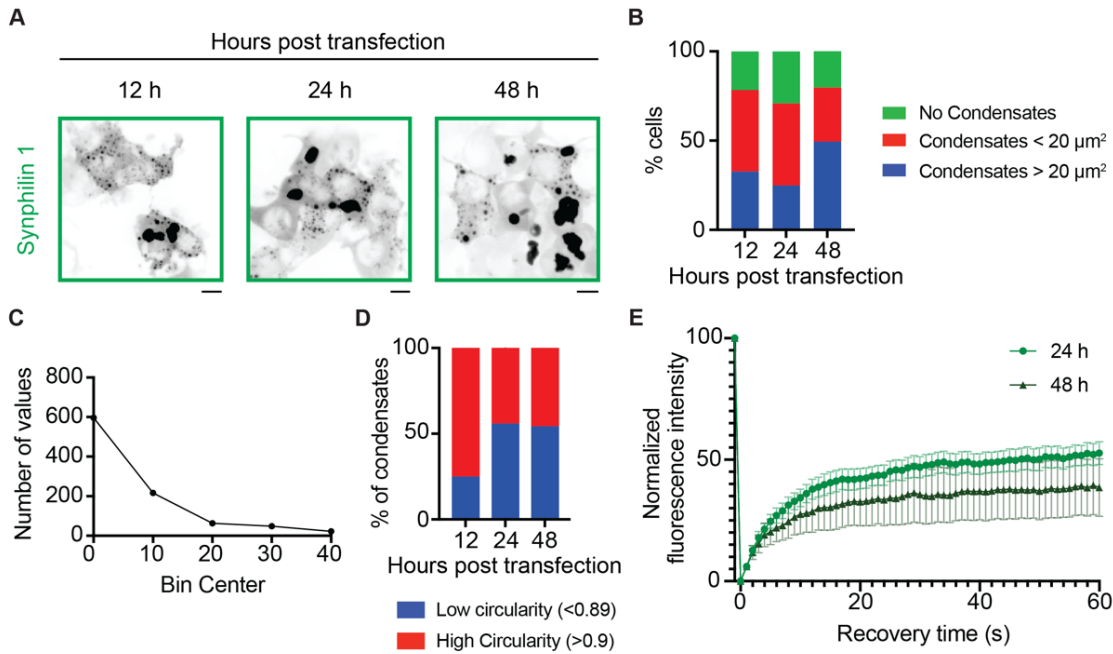 A
Hours post transfection
12 h
24 h
48 h
Synphilin 1
B
100
50
0
% cells
12
24
48
Hours post transfection
No Condensates
Condensates < 20 µm²
Condensates > 20 µm²
C
800
600
400
200
0
Number of values
0
10
20
30
40
Bin Center
D
100
50
0
% of condensates
12
24
48
Hours post transfection
Low circularity (<0.89)
High Circularity (>0.9)
E
100
50
0
Normalized
fluorescence intensity
24 h
48 h
0
20
40
60
Recovery time (s)